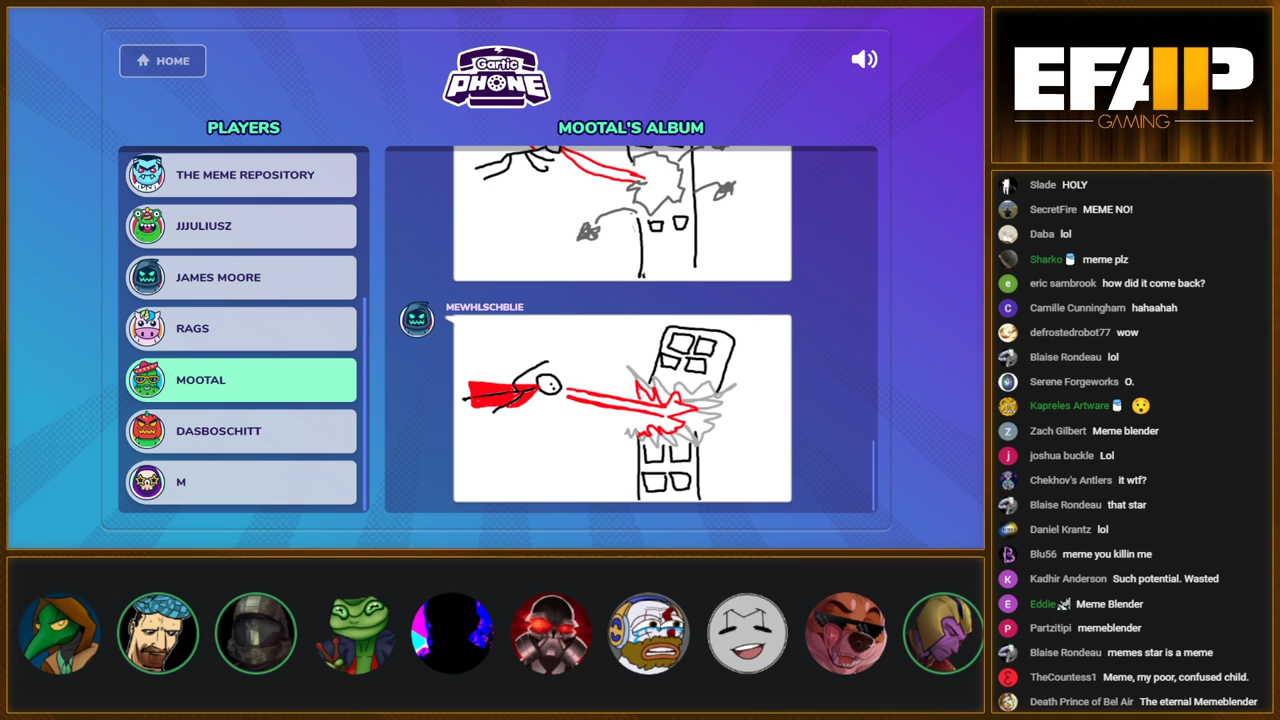 HOME
Gartic
PHONE
PLAYERS
MOOTAL'S ALBUM
THE MEME REPOSITORY
JJJULIUSZ
JAMES MOORE
RAGS
MOOTAL
DASBOSCHITT
M
MEWHLSCHBLIE
EFAP
GAMING
Slade HOLY
SecretFire MEME NO!
Daba lol
Sharko meme plz
eric sambrook how did it come back?
Camille Cunningham hahaahah
defrostedrobot77 wow
Blaise Rondeau lol
Serene Forgeworks O.
Kapreles Artware 😯
Zach Gilbert Meme blender
joshua buckle Lol
Chekhov's Antlers it wtf?
Blaise Rondeau that star
Daniel Krantz lol
Blu56 meme you killin me
Kadhir Anderson Such potential. Wasted
Eddie Meme Blender
Partzitipi memeblender
Blaise Rondeau memes star is a meme
TheCountess1 Meme, my poor, confused child.
Death Prince of Bel Air The eternal Memeblender